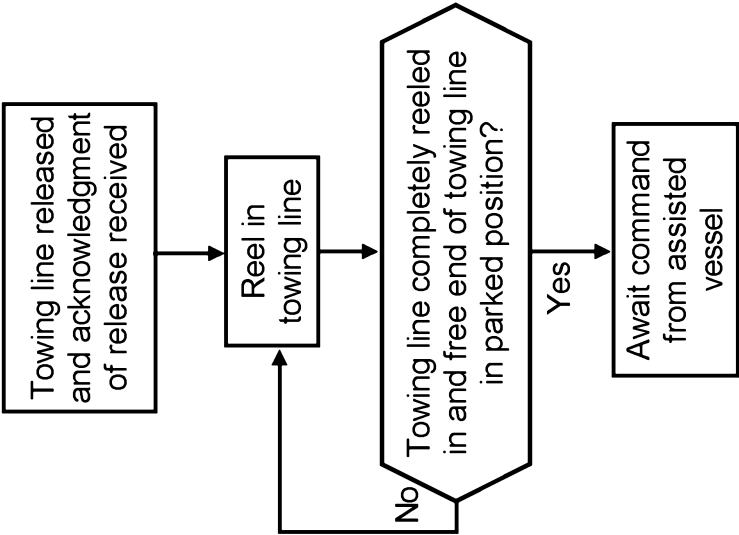 Towing line released
and acknowledgment
of release received
Reel in
towing line
Towing line completely reeled
in and free end of towing line
in parked position?
No
Yes
Await command
from assisted
vessel